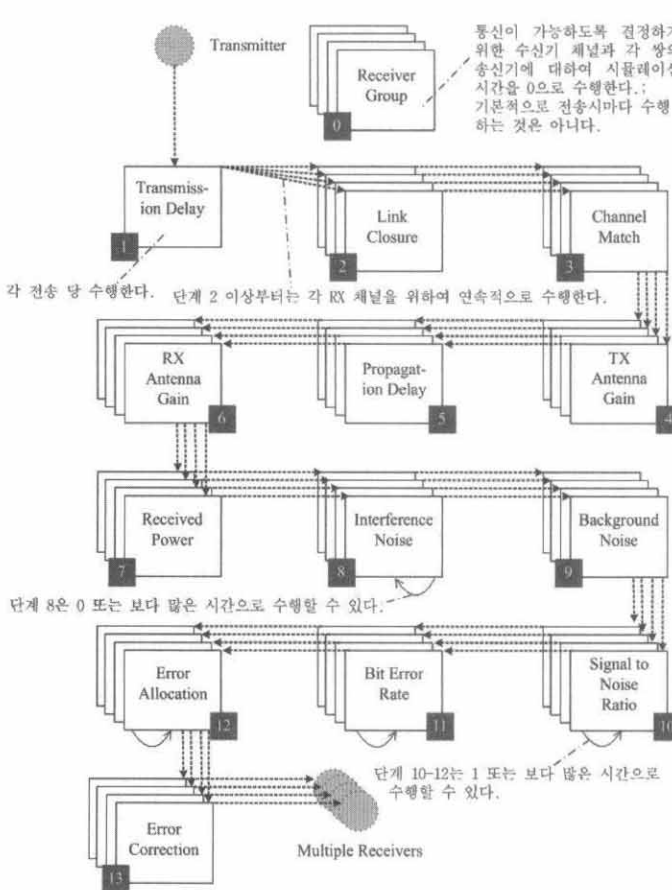 Transmitter
Receiver
Group
0
통신이 가능하도록 결정하기
위한 수신기 채널과 각 쌍의
송신기에 대하여 시뮬레이션
시간을 0으로 수행한다.;
기본적으로 전송시마다 수행
하는 것은 아니다.
Transmiss-
ion Delay
1
Link
Closure
2
Channel
Match
3
각 전송 당 수행한다.
단계 2 이상부터는 각 RX 채널을 위하여 연속적으로 수행한다.
RX
Antenna
Gain
6
Propagat-
ion Delay
5
TX
Antenna
Gain
4
Received
Power
7
Interference
Noise
8
Background
Noise
9
단계 8은 0 또는 보다 많은 시간으로 수행할 수 있다.
Error
Allocation
12
Bit Error
Rate
11
Signal to
Noise
Ratio
10
단계 10-12는 1 또는 보다 많은 시간으로
수행할 수 있다.
Error
Correction
13
Multiple Receivers